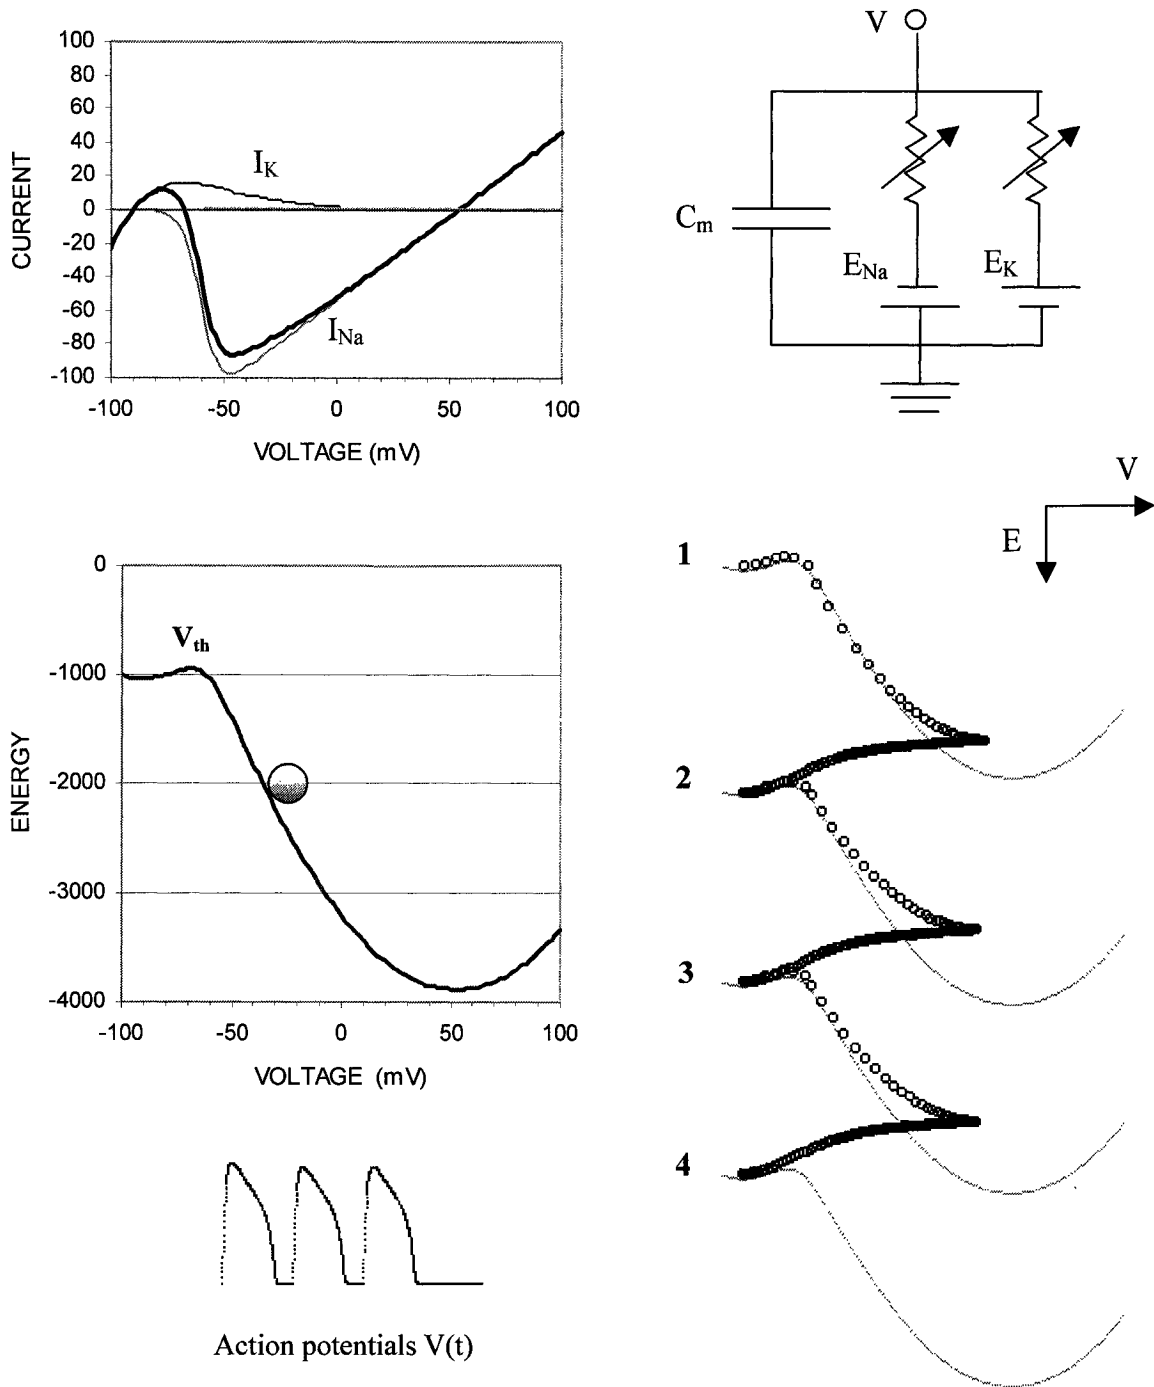 100
80
60
40
20
0
-20
-40
-60
-80
-100
CURRENT
I_K
I_Na
-100 -50 0 50 100
VOLTAGE (mV)
V
C_m
E_Na
E_K
0
-1000
-2000
-3000
-4000
ENERGY
V_th
-100 -50 0 50 100
VOLTAGE (mV)
V
E
1
2
3
4
Action potentials V(t)